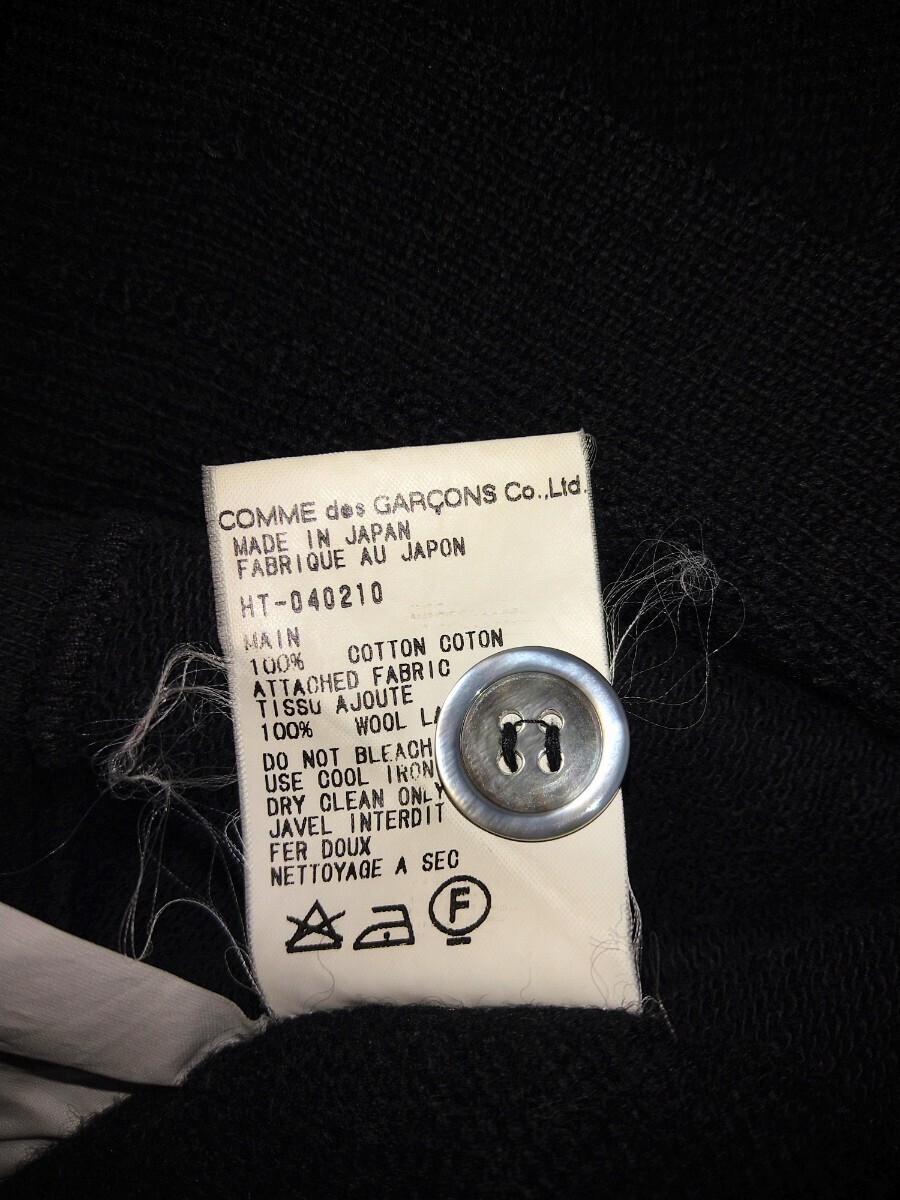 COMME des GARÇONS Co.,Ltd.
MADE IN JAPAN
FABRIQUE AU JAPON
HT-040210
MAIN
100% COTTON COTON
ATTACHED FABRIC
TISSU AJOUTE
100% WOOL
DO NOT BLEACH
USE COOL IRON
DRY CLEAN ONLY
JAVEL INTERDIT
FER DOUX
NETTOYAGE A SEC
F